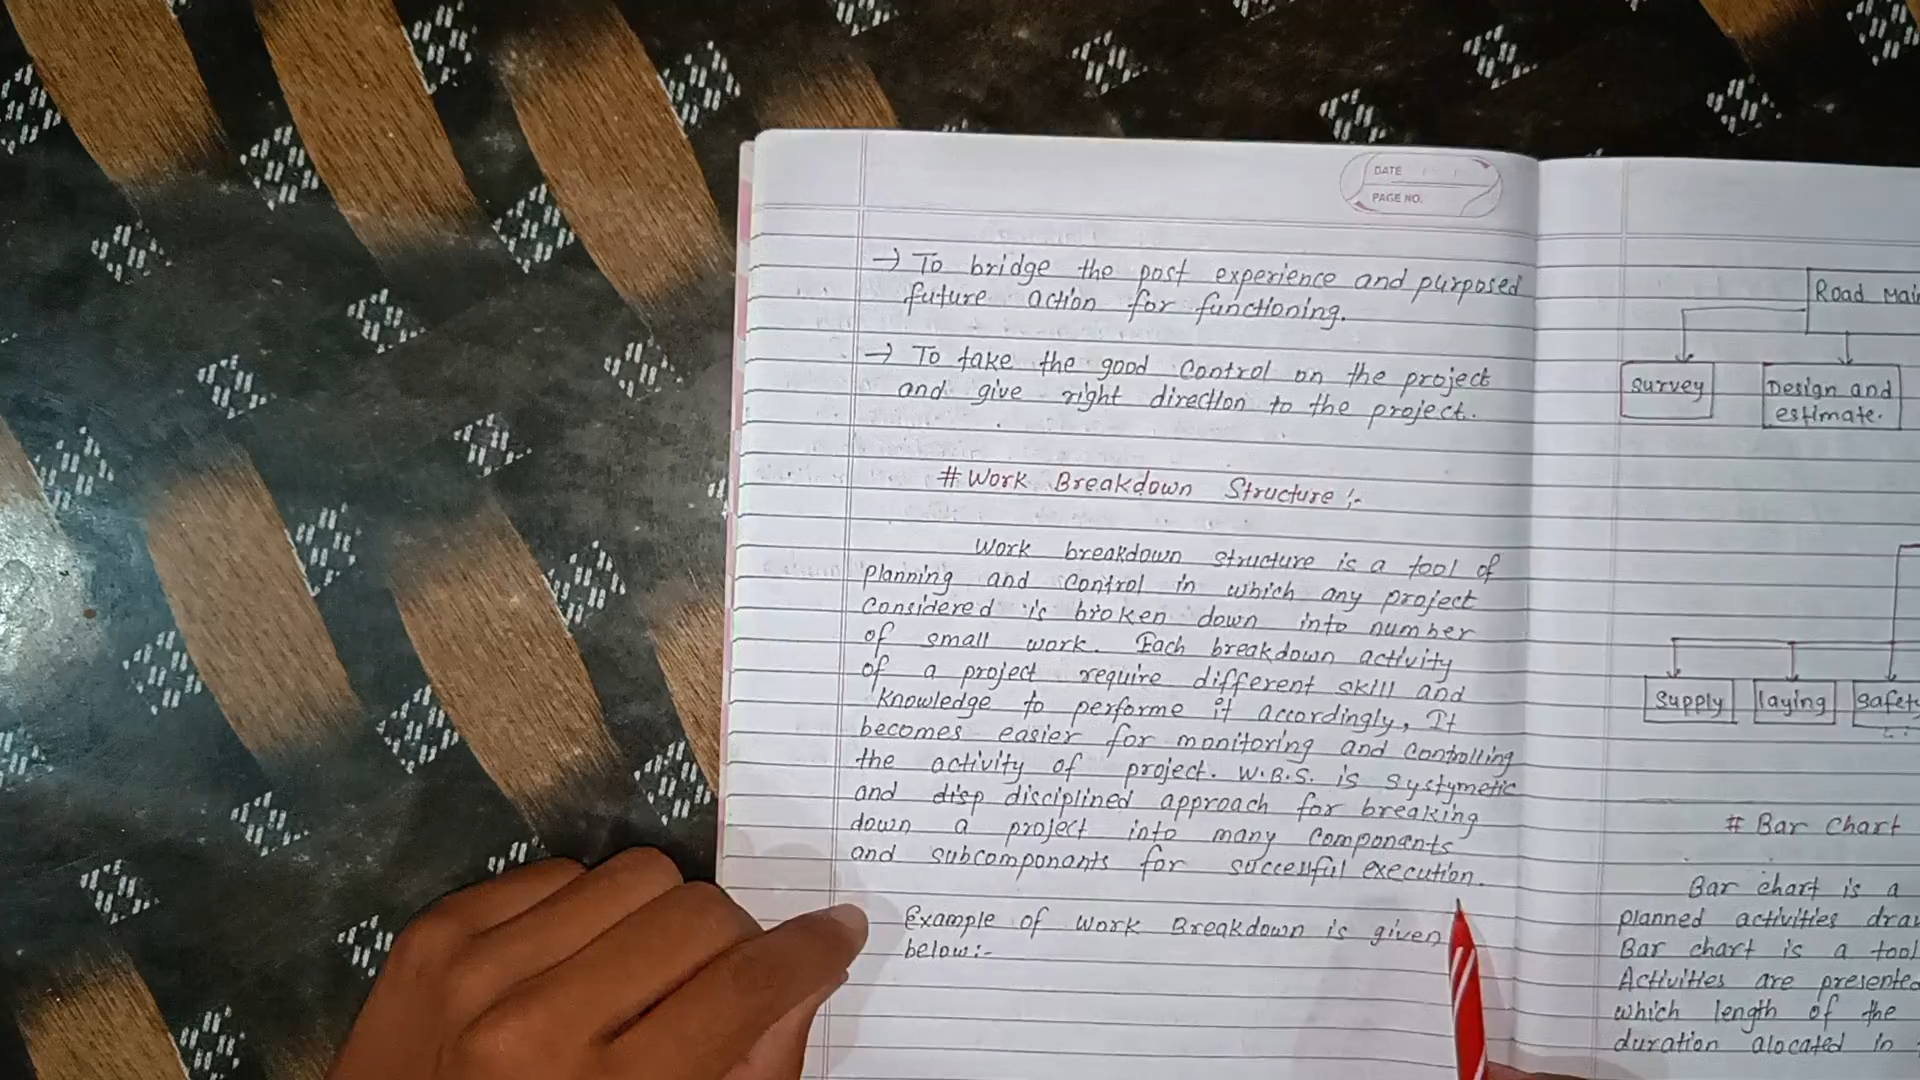 DATE
PAGE NO.
→ To bridge the post experience and purposed
future action for functioning.
→ To take the good control on the project
and give right direction to the project.
# Work Breakdown Structure :-
Work breakdown structure is a tool of
planning and control in which any project
considered is broken down into number
of small work. Each breakdown activity
of a project require different skill and
knowledge to performe it accordingly, It
becomes easier for monitoring and controlling
the activity of project. W.B.S. is systymetic
and disp disciplined approach for breaking
down a project into many components
and subcomponants for successful execution.
Example of work Breakdown is given
below:-
Road Main
Survey
Design and
estimate.
supply
laying
safety
# Bar chart
Bar chart is a
planned activities draw
Bar chart is a tool
Activities are presented
which length of the
duration alocated in